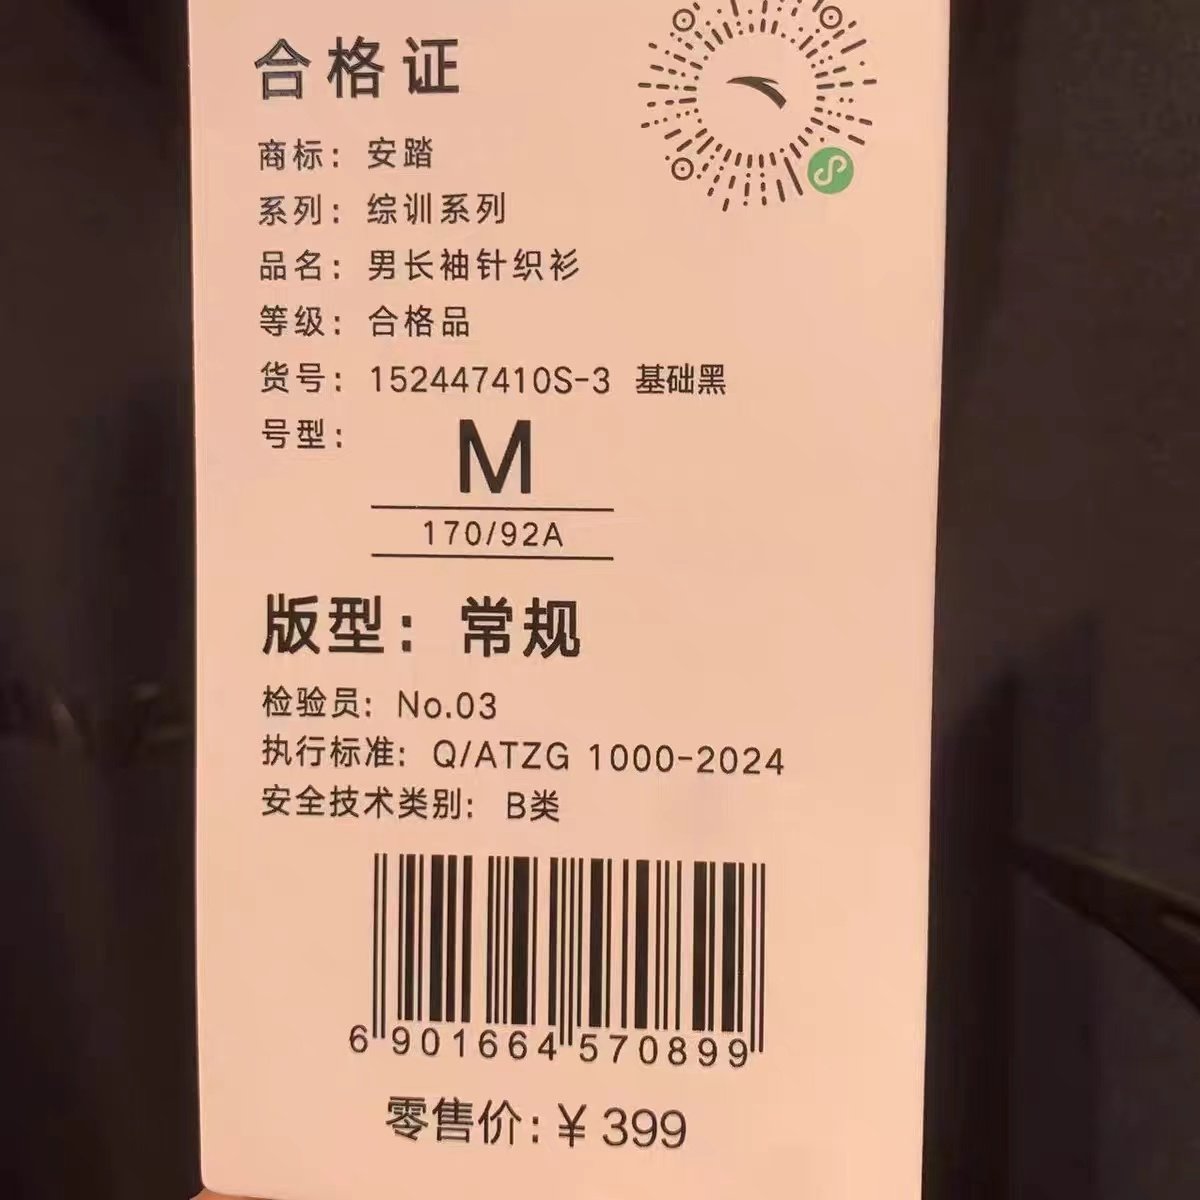 合格证
商标：安踏
系列：综训系列
品名：男长袖针织衫
等级：合格品
货号：152447410S-3 基础黑
号型：M
170/92A
版型：常规
检验员：No.03
执行标准：Q/ATZG 1000-2024
安全技术类别：B类
6901664570899
零售价：￥399